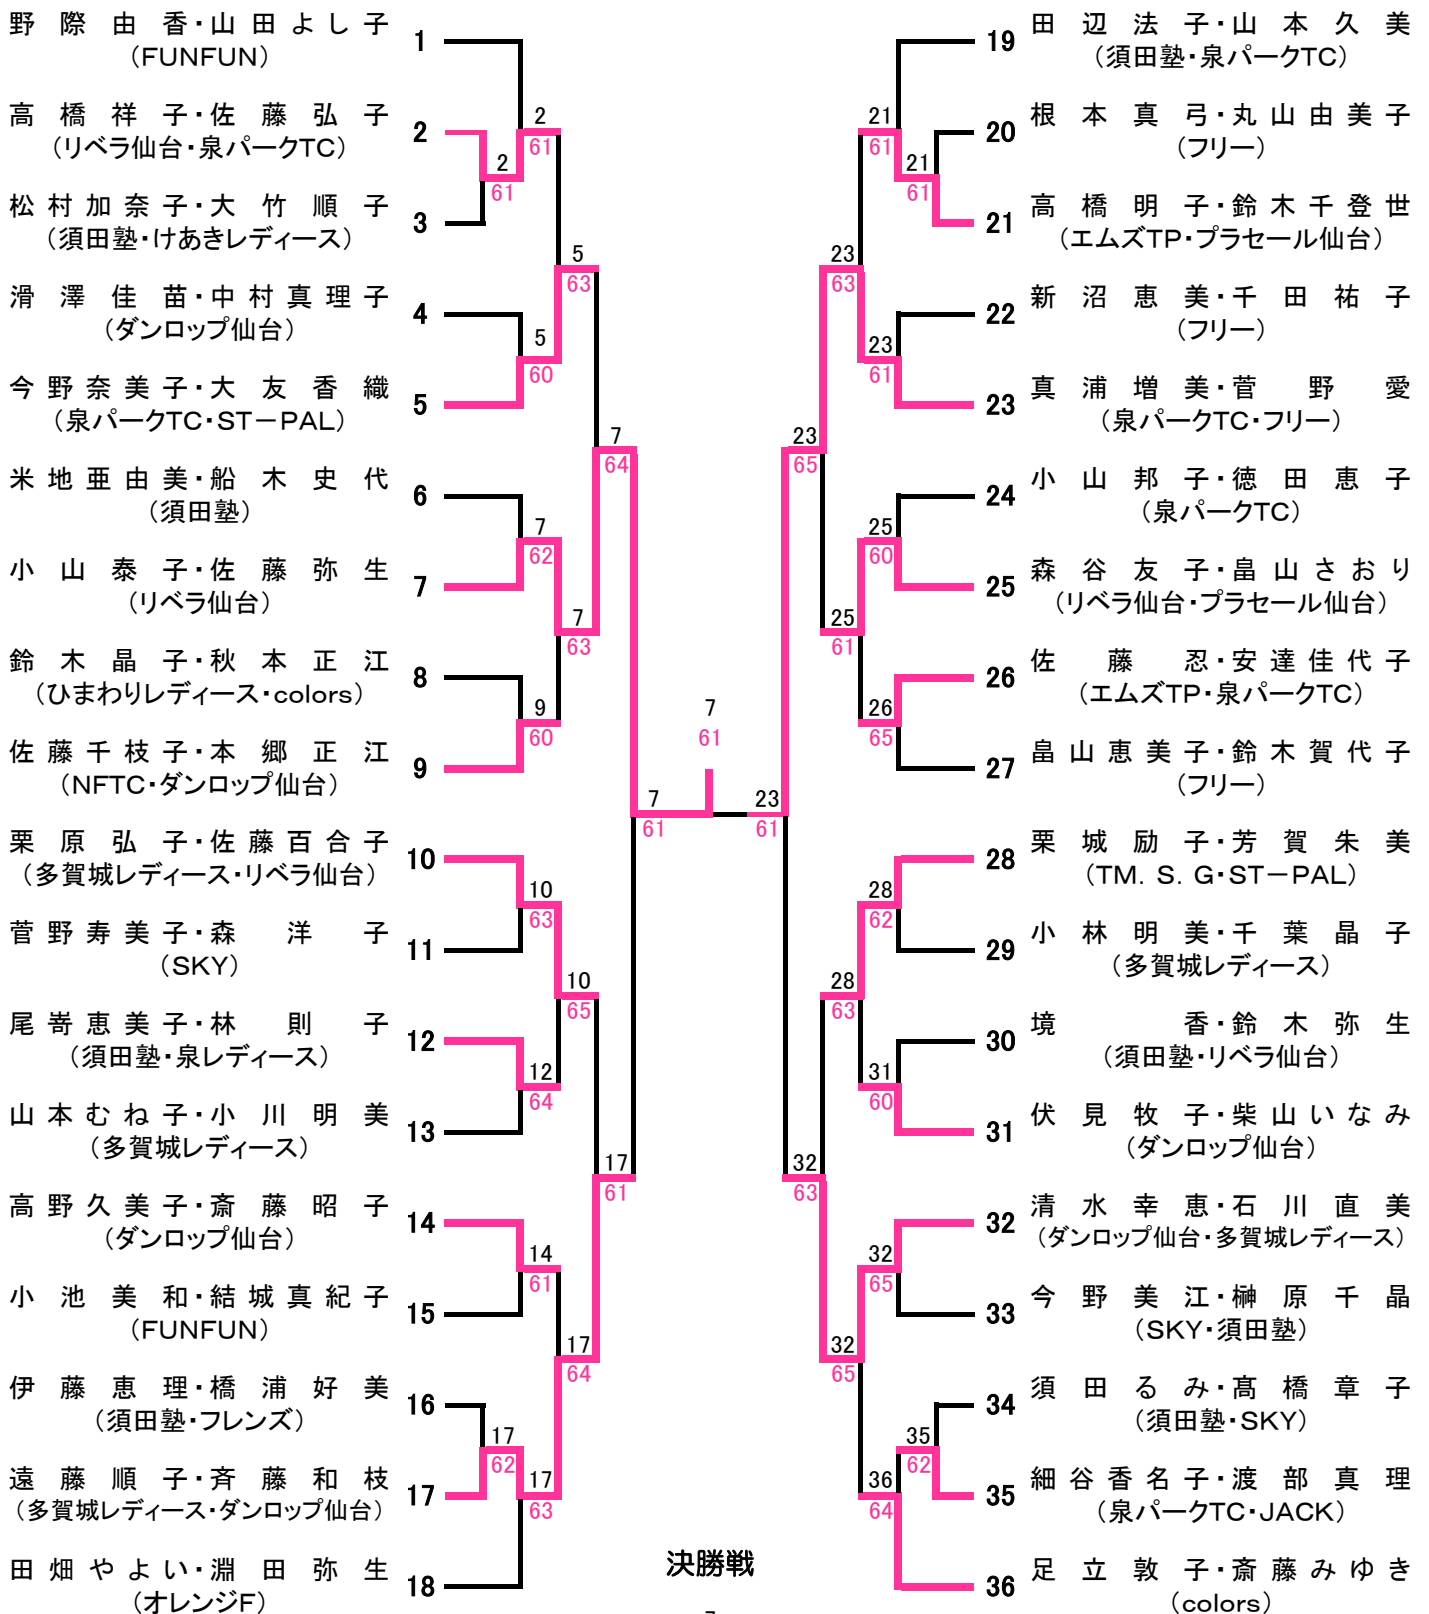 野際由香・山田よし子
(FUNFUN)
1
高橋祥子・佐藤弘子
(リベラ仙台・泉パークTC)
2
松村加奈子・大竹順子
(須田塾・けあきレディース)
3
滑澤佳苗・中村真理子
(ダンロップ仙台)
4
今野奈美子・大友香織
(泉パークTC・ST－PAL)
5
米地亜由美・船木史代
(須田塾)
6
小山泰子・佐藤弥生
(リベラ仙台)
7
鈴木晶子・秋本正江
(ひまわりレディース・colors)
8
佐藤千枝子・本郷正江
(NFTC・ダンロップ仙台)
9
栗原弘子・佐藤百合子
(多賀城レディース・リベラ仙台)
10
菅野寿美子・森洋子
(SKY)
11
尾嵜恵美子・林則子
(須田塾・泉レディース)
12
山本むね子・小川明美
(多賀城レディース)
13
高野久美子・斎藤昭子
(ダンロップ仙台)
14
小池美和・結城真紀子
(FUNFUN)
15
伊藤恵理・橋浦好美
(須田塾・フレンズ)
16
遠藤順子・斉藤和枝
(多賀城レディース・ダンロップ仙台)
17
田畑やよい・淵田弥生
(オレンジF)
18
2
61
2
61
5
63
5
60
7
64
7
62
7
63
9
60
7
61
7
61
10
63
10
65
12
64
17
61
14
61
17
64
17
62
17
63
決勝戦
7
21
61
21
61
23
63
23
61
23
65
25
60
25
61
26
65
23
61
28
62
28
63
31
60
32
63
32
65
32
65
35
62
36
64
19
田辺法子・山本久美
(須田塾・泉パークTC)
20
根本真弓・丸山由美子
(フリー)
21
高橋明子・鈴木千登世
(エムズTP・プラセール仙台)
22
新沼恵美・千田祐子
(フリー)
23
真浦増美・菅野愛
(泉パークTC・フリー)
24
小山邦子・徳田恵子
(泉パークTC)
25
森谷友子・畠山さおり
(リベラ仙台・プラセール仙台)
26
佐藤忍・安達佳代子
(エムズTP・泉パークTC)
27
畠山恵美子・鈴木賀代子
(フリー)
28
栗城励子・芳賀朱美
(TM．S．G・ST－PAL)
29
小林明美・千葉晶子
(多賀城レディース)
30
境香・鈴木弥生
(須田塾・リベラ仙台)
31
伏見牧子・柴山いなみ
(ダンロップ仙台)
32
清水幸恵・石川直美
(ダンロップ仙台・多賀城レディース)
33
今野美江・榊原千晶
(SKY・須田塾)
34
須田るみ・髙橋章子
(須田塾・SKY)
35
細谷香名子・渡部真理
(泉パークTC・JACK)
36
足立敦子・斎藤みゆき
(colors)